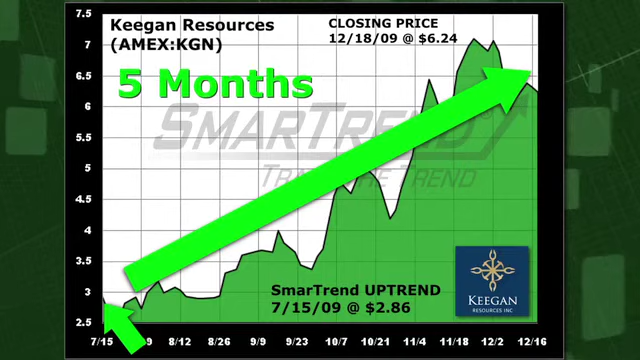 Keegan Resources
(AMEX:KGN)
CLOSING PRICE
12/18/09 @ $6.24
5 Months
SMARTREND
TRADE THE TREND
7.5
7
6.5
6
5.5
5
4.5
4
3.5
3
2.5
SmarTrend UPTREND
7/15/09 @ $2.86
KEEGAN
RESOURCES INC
7/15 8/12 8/26 9/9 9/23 10/7 10/21 11/4 11/18 12/2 12/16